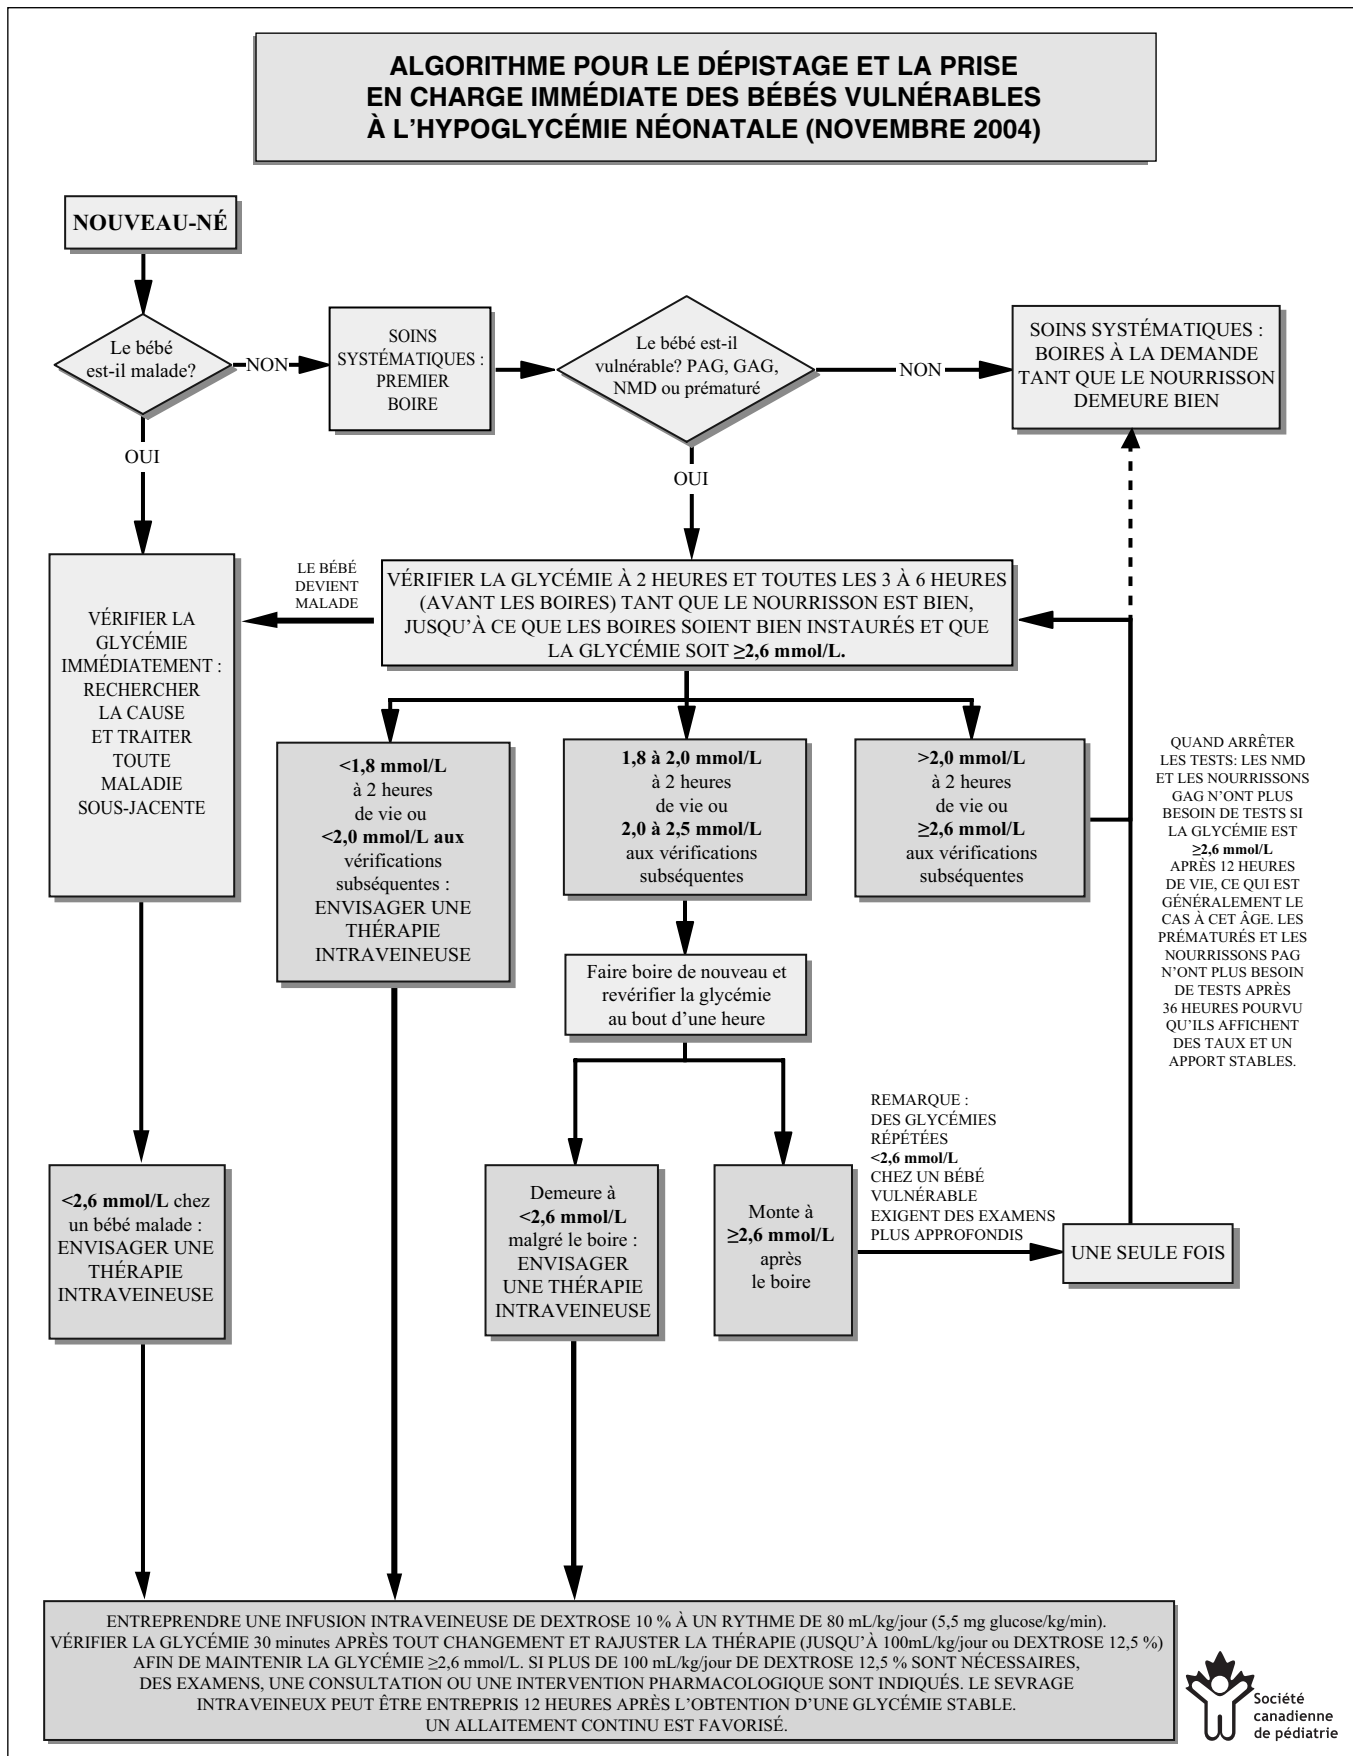 ALGORITHME POUR LE DÉPISTAGE ET LA PRISE
EN CHARGE IMMÉDIATE DES BÉBÉS VULNÉRABLES
À L'HYPOGLYCÉMIE NÉONATALE (NOVEMBRE 2004)
NOUVEAU-NÉ
Le bébé
est-il malade?
NON
SOINS
SYSTÉMATIQUES :
PREMIER
BOIRE
Le bébé est-il
vulnérable? PAG, GAG,
NMD ou prématuré
NON
SOINS SYSTÉMATIQUES :
BOIRES À LA DEMANDE
TANT QUE LE NOURRISSON
DEMEURE BIEN
OUI
OUI
VÉRIFIER LA
GLYCÉMIE
IMMÉDIATEMENT :
RECHERCHER
LA CAUSE
ET TRAITER
TOUTE
MALADIE
SOUS-JACENTE
LE BÉBÉ
DEVIENT
MALADE
VÉRIFIER LA GLYCÉMIE À 2 HEURES ET TOUTES LES 3 À 6 HEURES
(AVANT LES BOIRES) TANT QUE LE NOURRISSON EST BIEN,
JUSQU'À CE QUE LES BOIRES SOIENT BIEN INSTAURÉS ET QUE
LA GLYCÉMIE SOIT ≥2,6 mmol/L.
<1,8 mmol/L
à 2 heures
de vie ou
<2,0 mmol/L aux
vérifications
subséquentes :
ENVISAGER UNE
THÉRAPIE
INTRAVEINEUSE
1,8 à 2,0 mmol/L
à 2 heures
de vie ou
2,0 à 2,5 mmol/L
aux vérifications
subséquentes
>2,0 mmol/L
à 2 heures
de vie ou
≥2,6 mmol/L
aux vérifications
subséquentes
QUAND ARRÊTER
LES TESTS: LES NMD
ET LES NOURRISSONS
GAG N'ONT PLUS
BESOIN DE TESTS SI
LA GLYCÉMIE EST
≥2,6 mmol/L
APRÈS 12 HEURES
DE VIE, CE QUI EST
GÉNÉRALEMENT LE
CAS À CET ÂGE. LES
PRÉMATURÉS ET LES
NOURRISSONS PAG
N'ONT PLUS BESOIN
DE TESTS APRÈS
36 HEURES POURVU
QU'ILS AFFICHENT
DES TAUX ET UN
APPORT STABLES.
Faire boire de nouveau et
revérifier la glycémie
au bout d'une heure
<2,6 mmol/L chez
un bébé malade :
ENVISAGER UNE
THÉRAPIE
INTRAVEINEUSE
Demeure à
<2,6 mmol/L
malgré le boire :
ENVISAGER
UNE THÉRAPIE
INTRAVEINEUSE
Monte à
≥2,6 mmol/L
après
le boire
REMARQUE :
DES GLYCÉMIES
RÉPÉTÉES
<2,6 mmol/L
CHEZ UN BÉBÉ
VULNÉRABLE
EXIGENT DES EXAMENS
PLUS APPROFONDIS
UNE SEULE FOIS
ENTREPRENDRE UNE INFUSION INTRAVEINEUSE DE DEXTROSE 10 % À UN RYTHME DE 80 mL/kg/jour (5,5 mg glucose/kg/min).
VÉRIFIER LA GLYCÉMIE 30 minutes APRÈS TOUT CHANGEMENT ET RAJUSTER LA THÉRAPIE (JUSQU'À 100mL/kg/jour ou DEXTROSE 12,5 %)
AFIN DE MAINTENIR LA GLYCÉMIE ≥2,6 mmol/L. SI PLUS DE 100 mL/kg/jour DE DEXTROSE 12,5 % SONT NÉCESSAIRES,
DES EXAMENS, UNE CONSULTATION OU UNE INTERVENTION PHARMACOLOGIQUE SONT INDIQUÉS. LE SEVRAGE
INTRAVEINEUX PEUT ÊTRE ENTREPRIS 12 HEURES APRÈS L'OBTENTION D'UNE GLYCÉMIE STABLE.
UN ALLAITEMENT CONTINU EST FAVORISÉ.
Société
canadienne
de pédiatrie